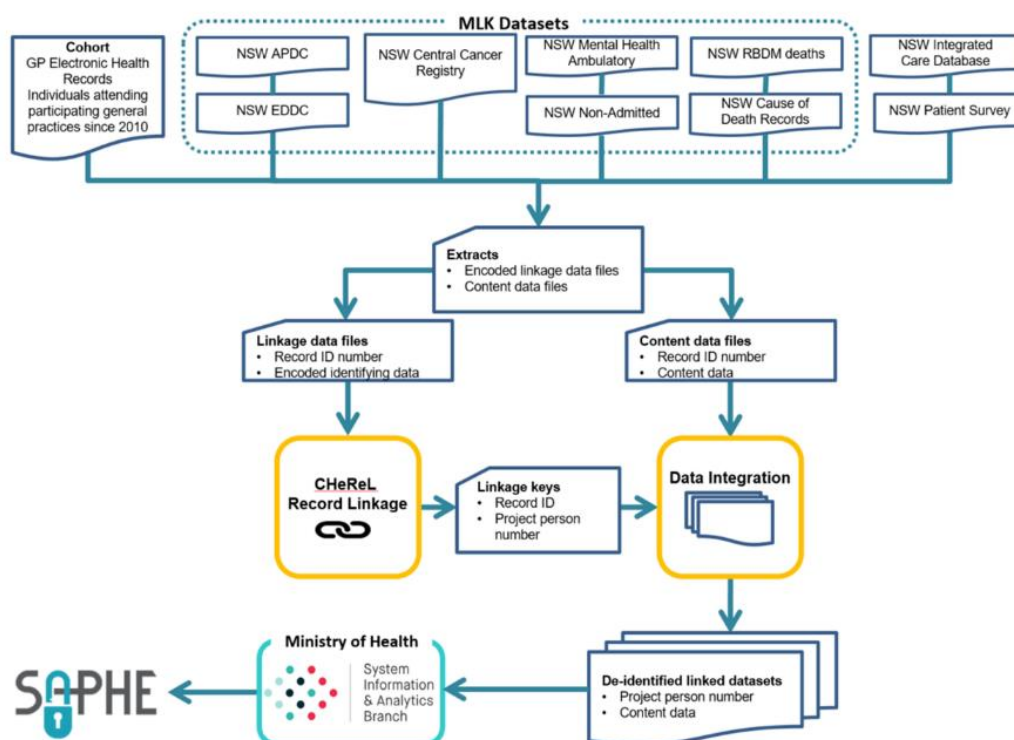 MLK Datasets
Cohort
GP Electronic Health
Records
Individuals attending
participating general
practices since 2010
NSW APDC
NSW EDDC
NSW Central Cancer
Registry
NSW Mental Health
Ambulatory
NSW Non-Admitted
NSW RBDM deaths
NSW Cause of
Death Records
NSW Integrated
Care Database
NSW Patient Survey
Extracts
• Encoded linkage data files
• Content data files
Linkage data files
• Record ID number
• Encoded identifying data
Content data files
• Record ID number
• Content data
CHeReL
Record Linkage
Linkage keys
• Record ID
• Project person
number
Data Integration
De-identified linked datasets
• Project person number
• Content data
Ministry of Health
System
Information
& Analytics
Branch
SAPHE